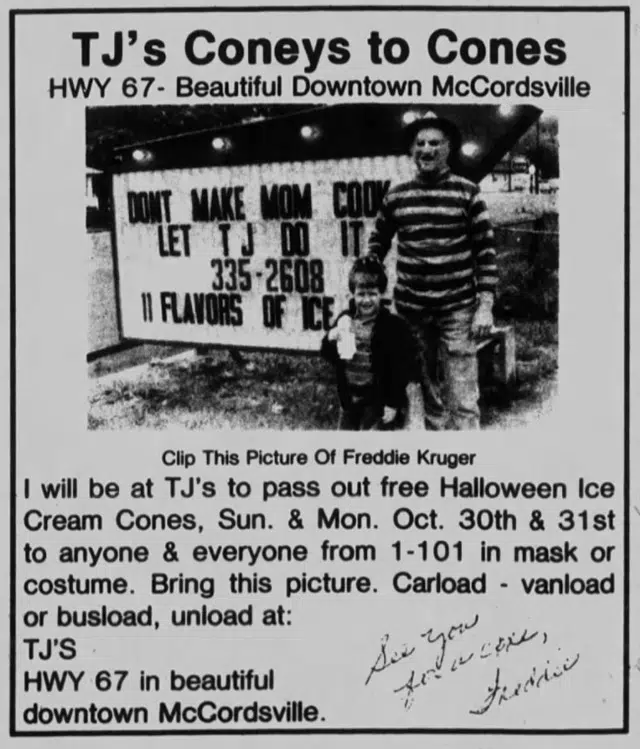 TJ's Coneys to Cones
HWY 67- Beautiful Downtown McCordsville
DONT MAKE MOM COOK
LET TJ DO IT
335-2608
11 FLAVORS OF ICE
Clip This Picture Of Freddie Kruger
I will be at TJ's to pass out free Halloween Ice
Cream Cones, Sun. & Mon. Oct. 30th & 31st
to anyone & everyone from 1-101 in mask or
costume. Bring this picture. Carload - vanload
or busload, unload at:
TJ'S
HWY 67 in beautiful
downtown McCordsville.
See you
for a cone,
Freddie